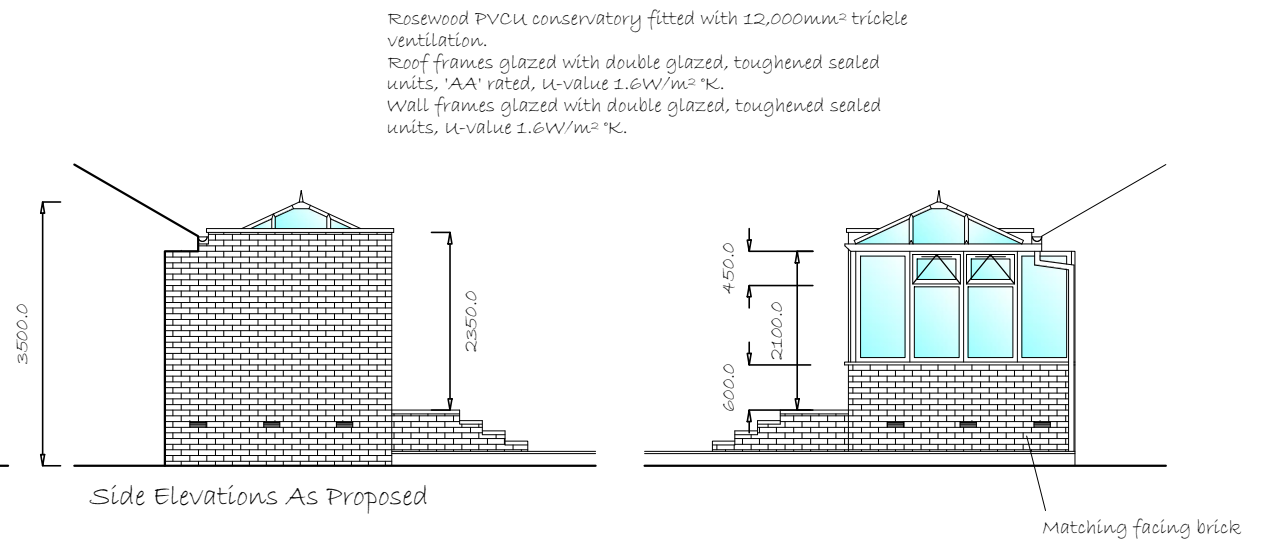 Rosewood PVCU conservatory fitted with 12,000mm² trickle
ventilation.
Roof frames glazed with double glazed, toughened sealed
units, 'AA' rated, U-value 1.6W/m² °K.
Wall frames glazed with double glazed, toughened sealed
units, U-value 1.6W/m² °K.
3500.0
2350.0
450.0
2100.0
600.0
Side Elevations As Proposed
Matching facing brick